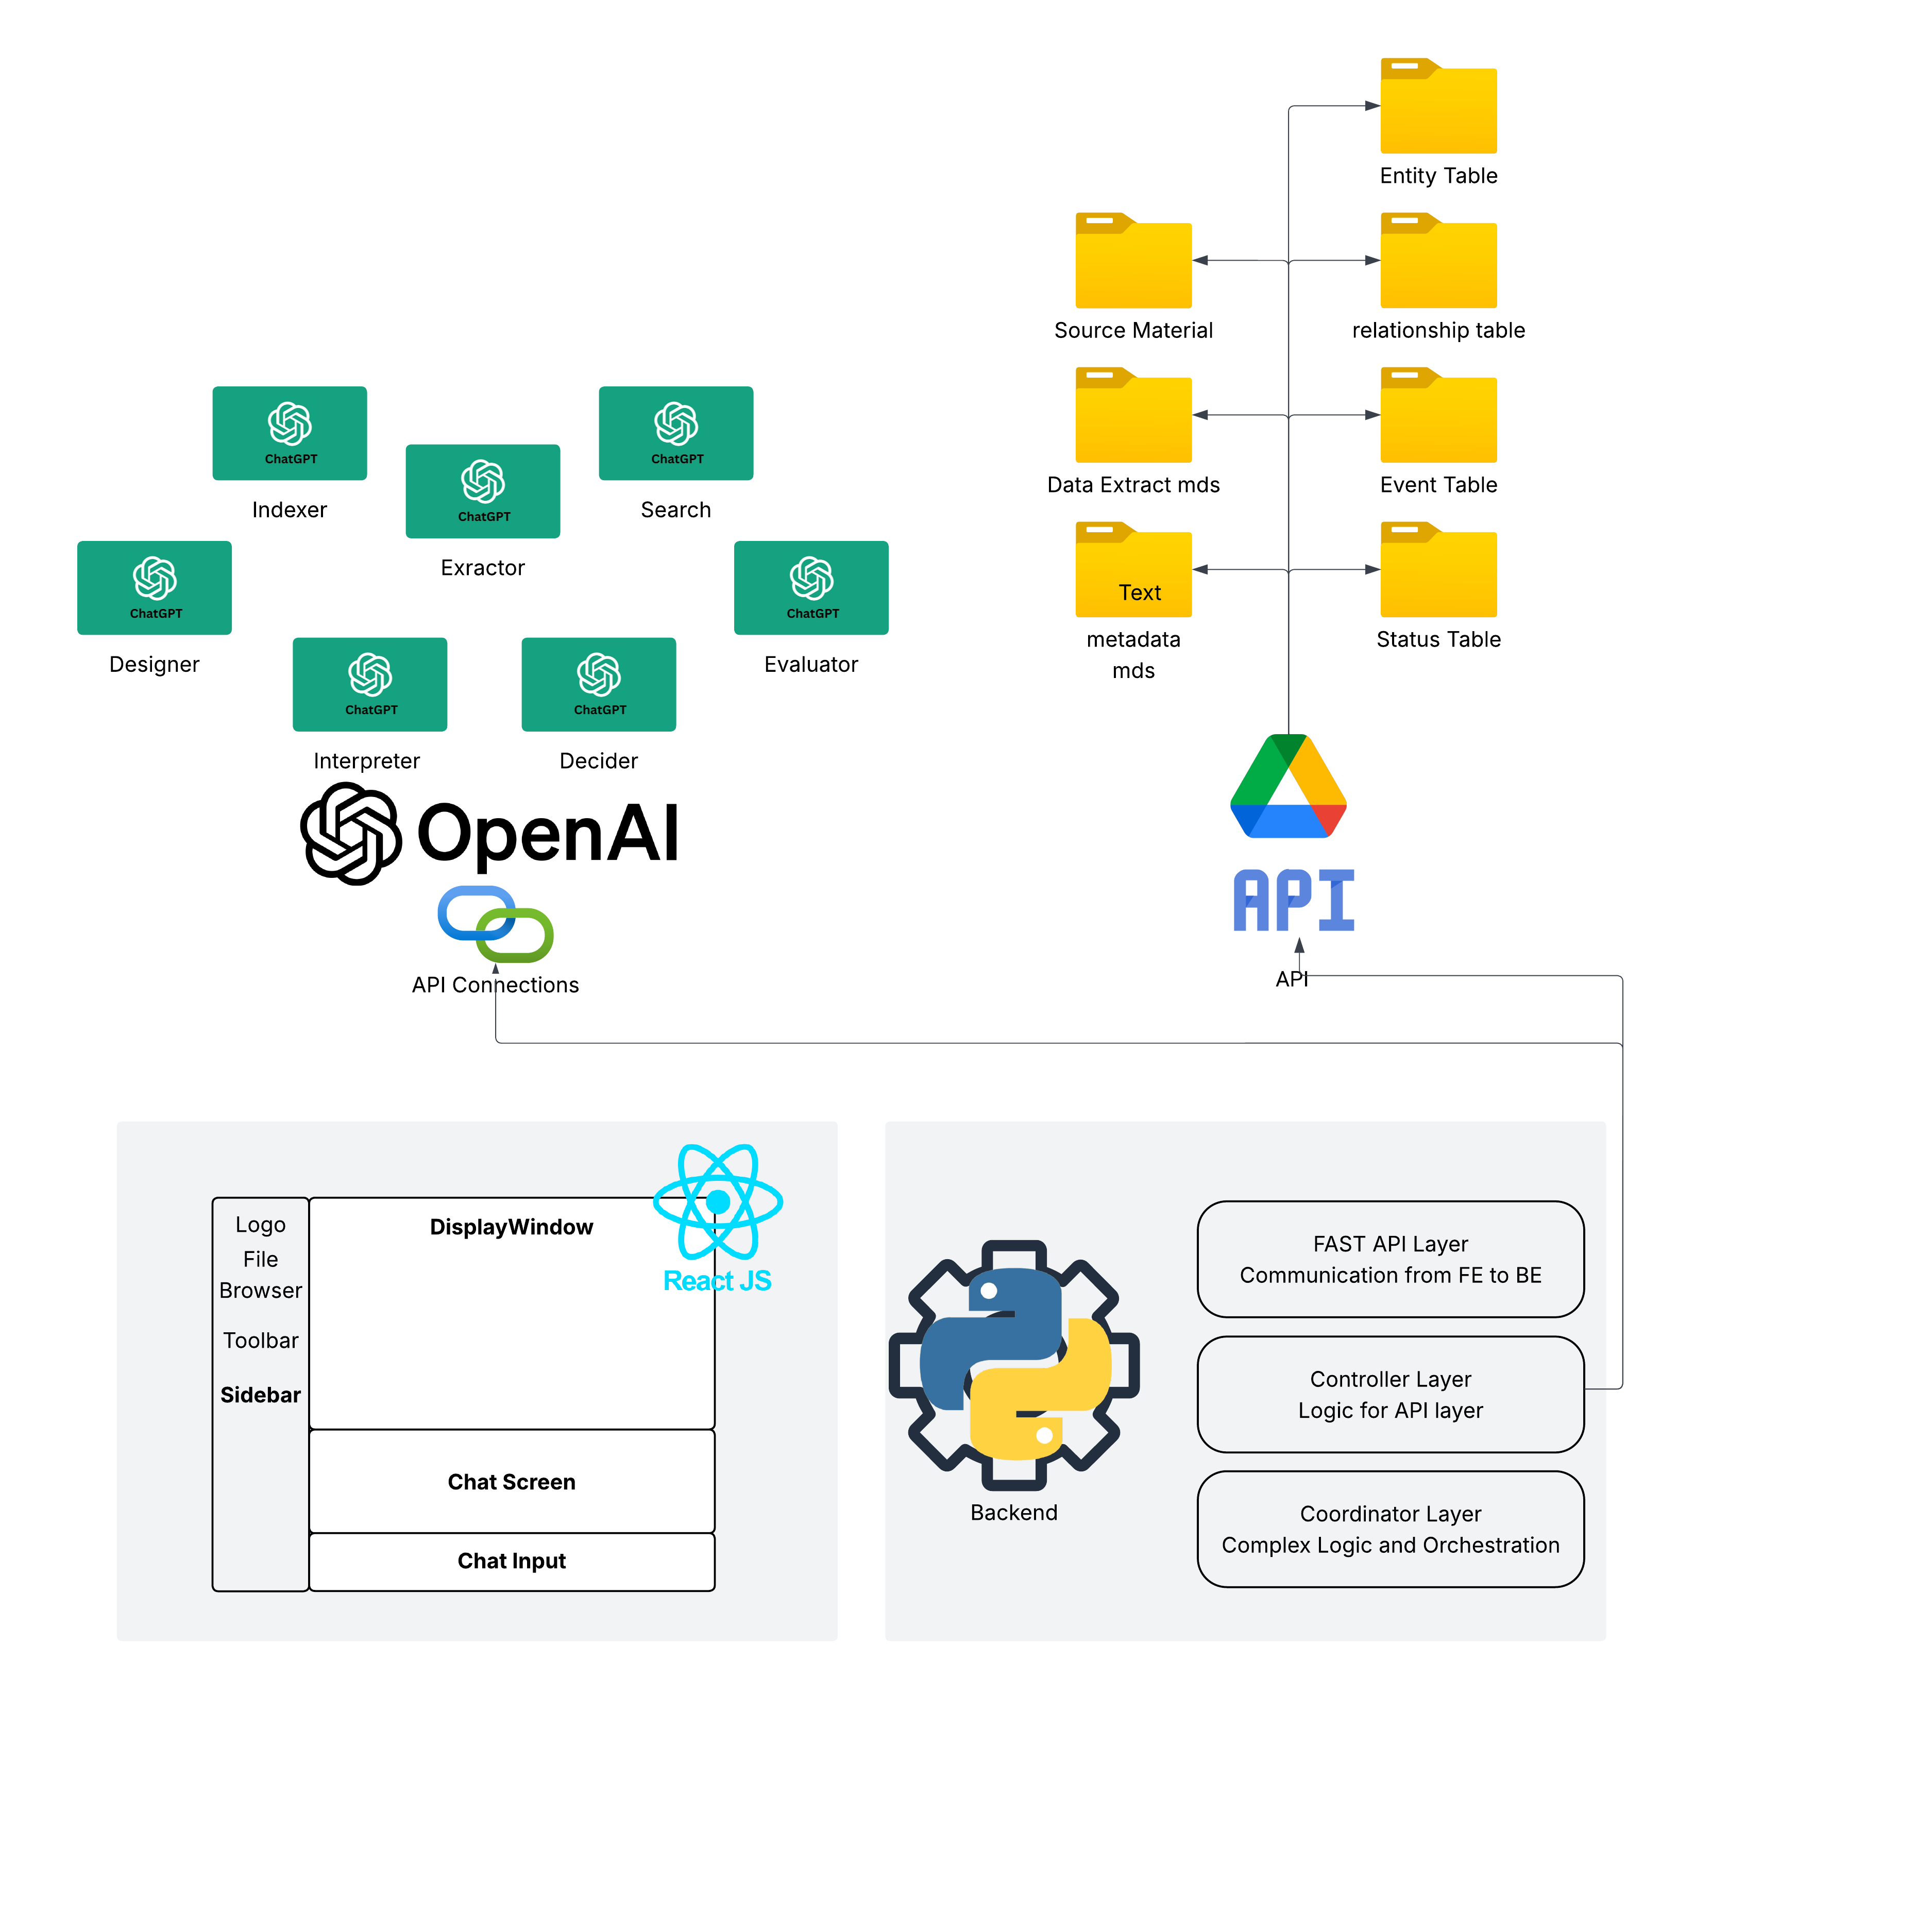 Entity Table
Source Material
relationship table
Data Extract mds
Event Table
Text
metadata
mds
Status Table
ChatGPT
Indexer
ChatGPT
Exractor
ChatGPT
Search
ChatGPT
Designer
ChatGPT
Evaluator
ChatGPT
Interpreter
ChatGPT
Decider
OpenAI
API Connections
API
API
Logo
File
Browser
Toolbar
Sidebar
DisplayWindow
React JS
Chat Screen
Chat Input
Backend
FAST API Layer
Communication from FE to BE
Controller Layer
Logic for API layer
Coordinator Layer
Complex Logic and Orchestration